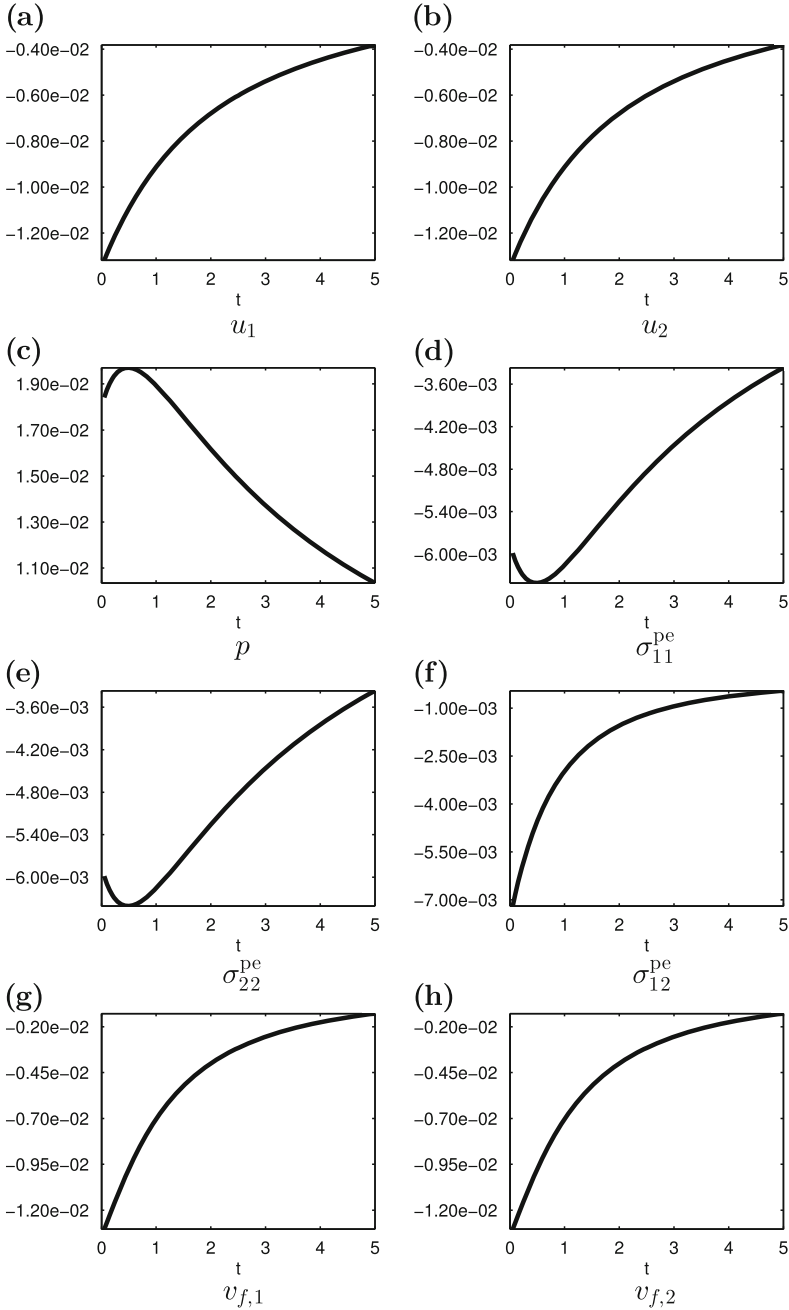 (a)
−0.40e−02
−0.60e−02
−0.80e−02
−1.00e−02
−1.20e−02
0 1 2 3 4 5
t
u1
(b)
−0.40e−02
−0.60e−02
−0.80e−02
−1.00e−02
−1.20e−02
0 1 2 3 4 5
t
u2
(c)
1.90e−02
1.70e−02
1.50e−02
1.30e−02
1.10e−02
0 1 2 3 4 5
t
p
(d)
−3.60e−03
−4.20e−03
−4.80e−03
−5.40e−03
−6.00e−03
0 1 2 3 4 5
t
σ11^pe
(e)
−3.60e−03
−4.20e−03
−4.80e−03
−5.40e−03
−6.00e−03
0 1 2 3 4 5
t
σ22^pe
(f)
−1.00e−03
−2.50e−03
−4.00e−03
−5.50e−03
−7.00e−03
0 1 2 3 4 5
t
σ12^pe
(g)
−0.20e−02
−0.45e−02
−0.70e−02
−0.95e−02
−1.20e−02
0 1 2 3 4 5
t
vf,1
(h)
−0.20e−02
−0.45e−02
−0.70e−02
−0.95e−02
−1.20e−02
0 1 2 3 4 5
t
vf,2